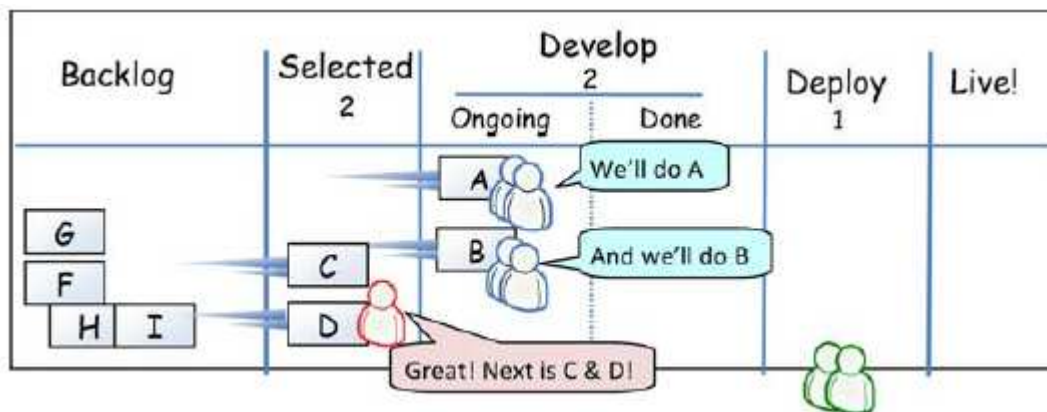 Backlog
Selected
2
Develop
2
Ongoing
Done
Deploy
1
Live!
A
We'll do A
G
B
And we'll do B
C
F
H
I
D
Great! Next is C & D!